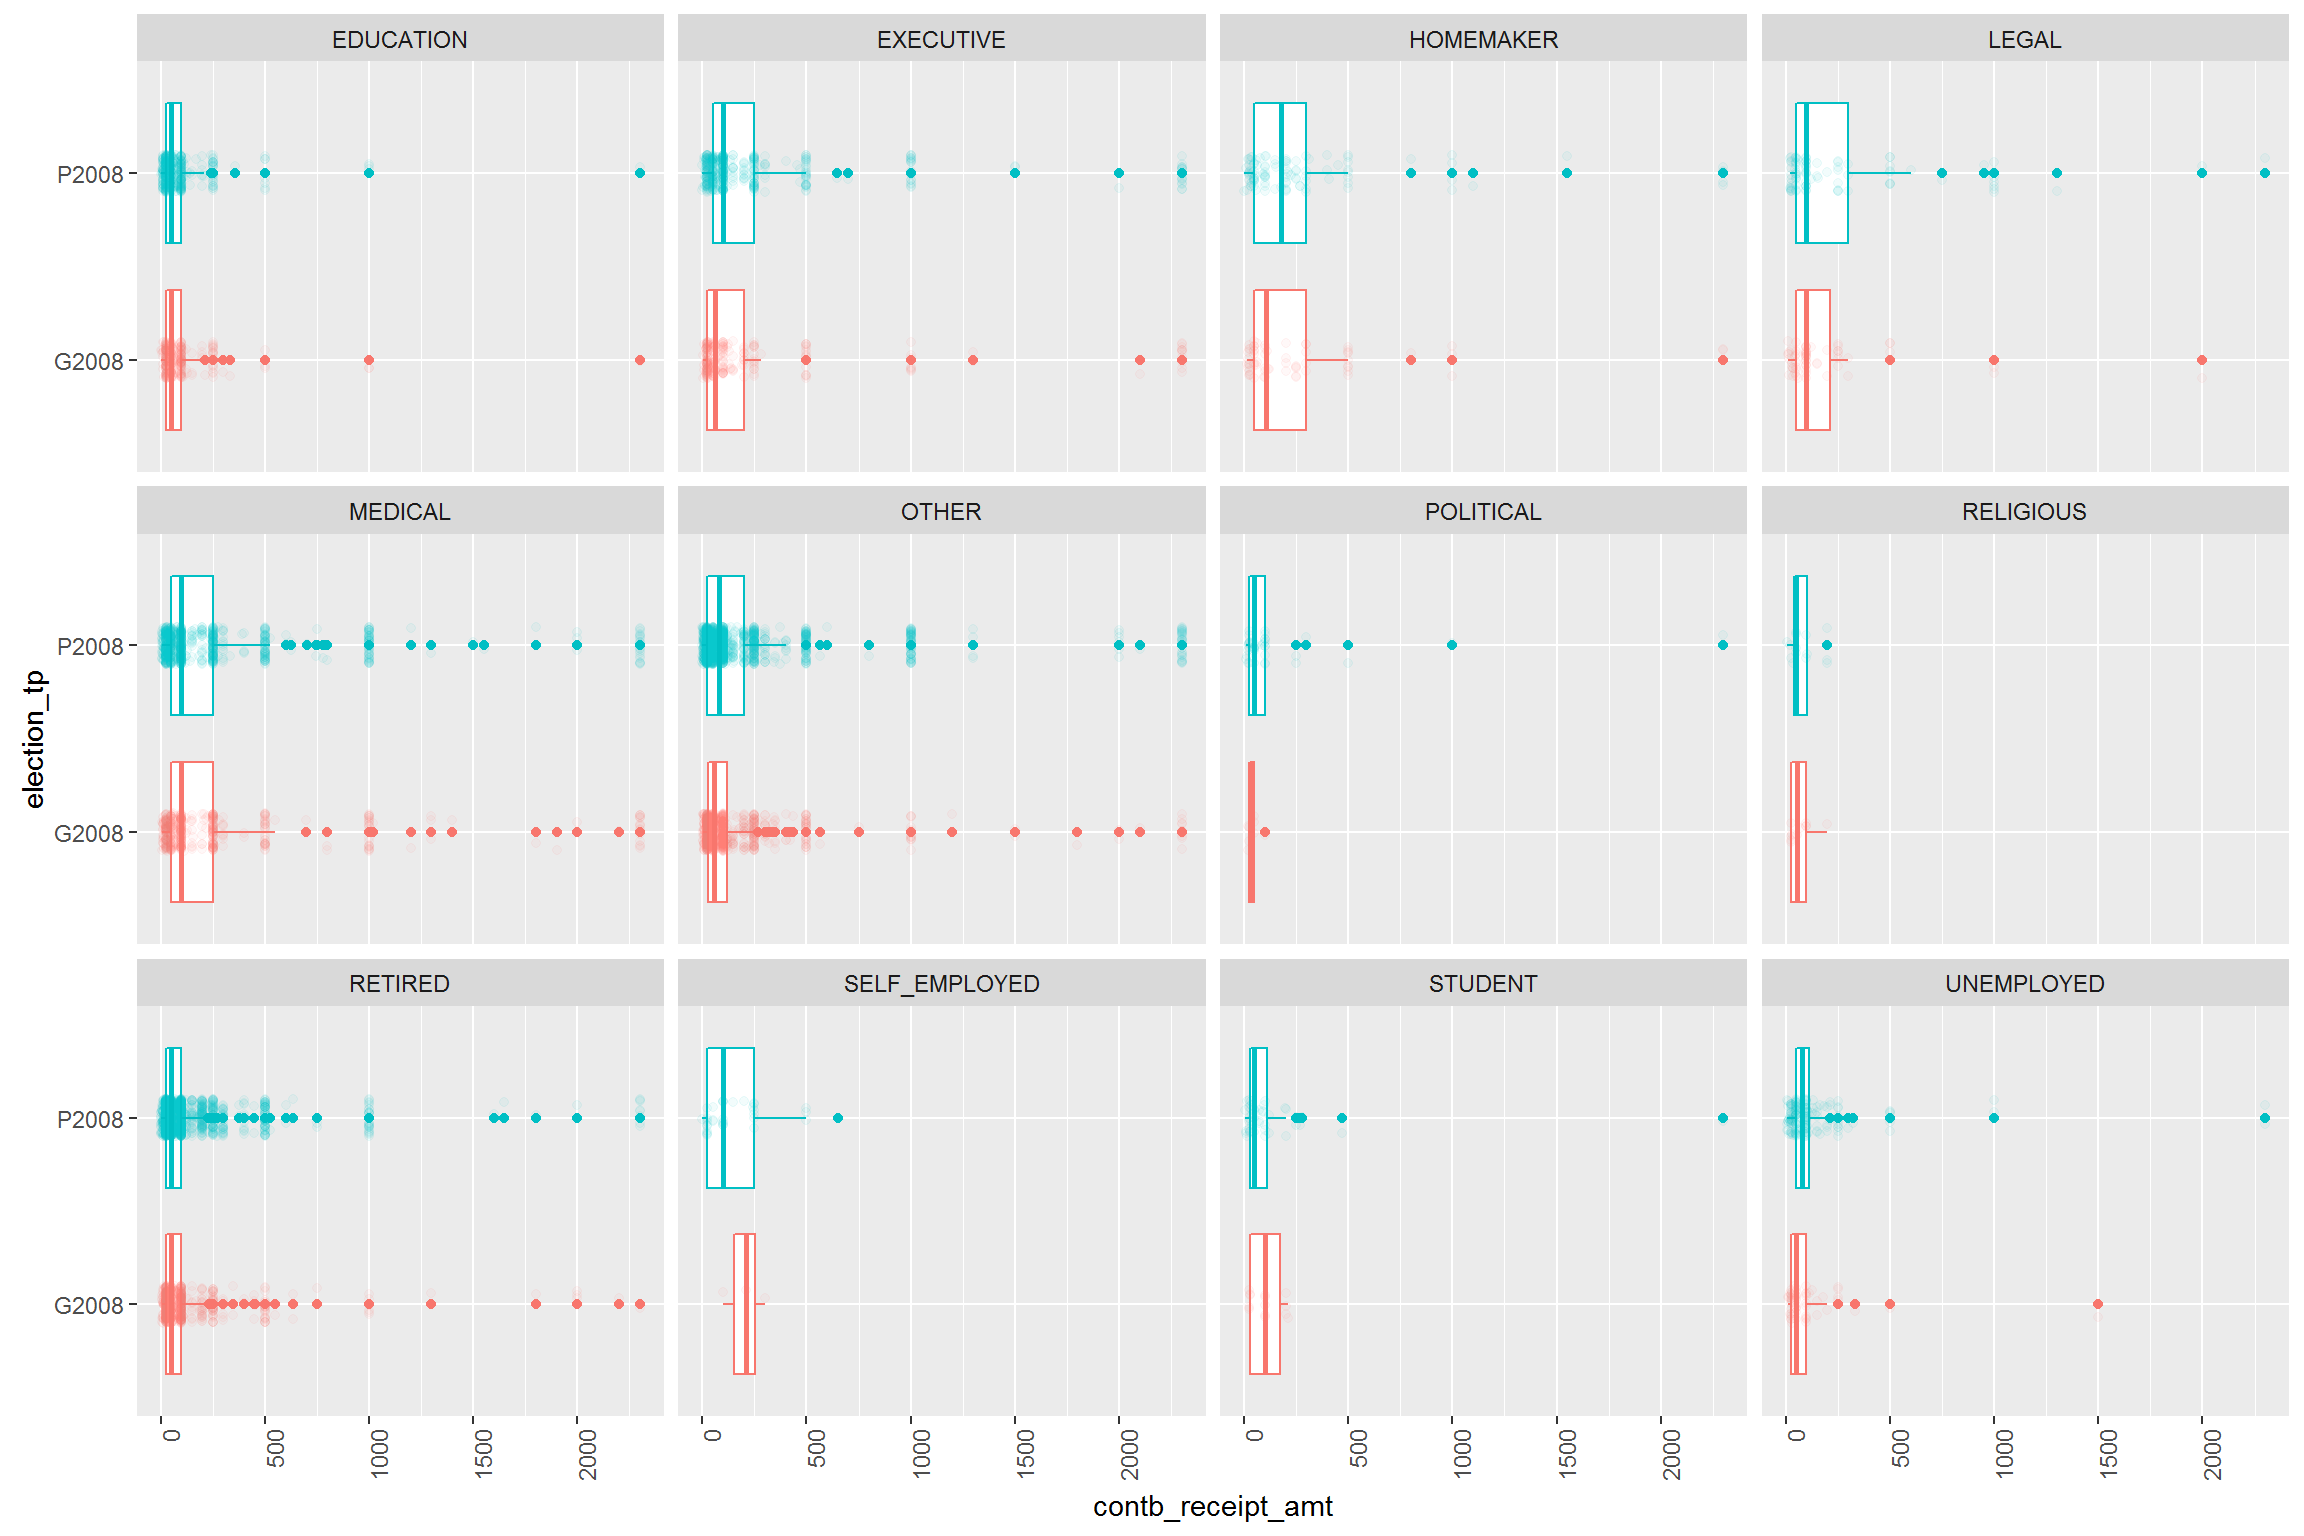 EDUCATION
EXECUTIVE
HOMEMAKER
LEGAL
P2008
G2008
MEDICAL
OTHER
POLITICAL
RELIGIOUS
P2008
G2008
election_tp
RETIRED
SELF_EMPLOYED
STUDENT
UNEMPLOYED
P2008
G2008
0 500 1000 1500 2000
0 500 1000 1500 2000
0 500 1000 1500 2000
0 500 1000 1500 2000
contb_receipt_amt